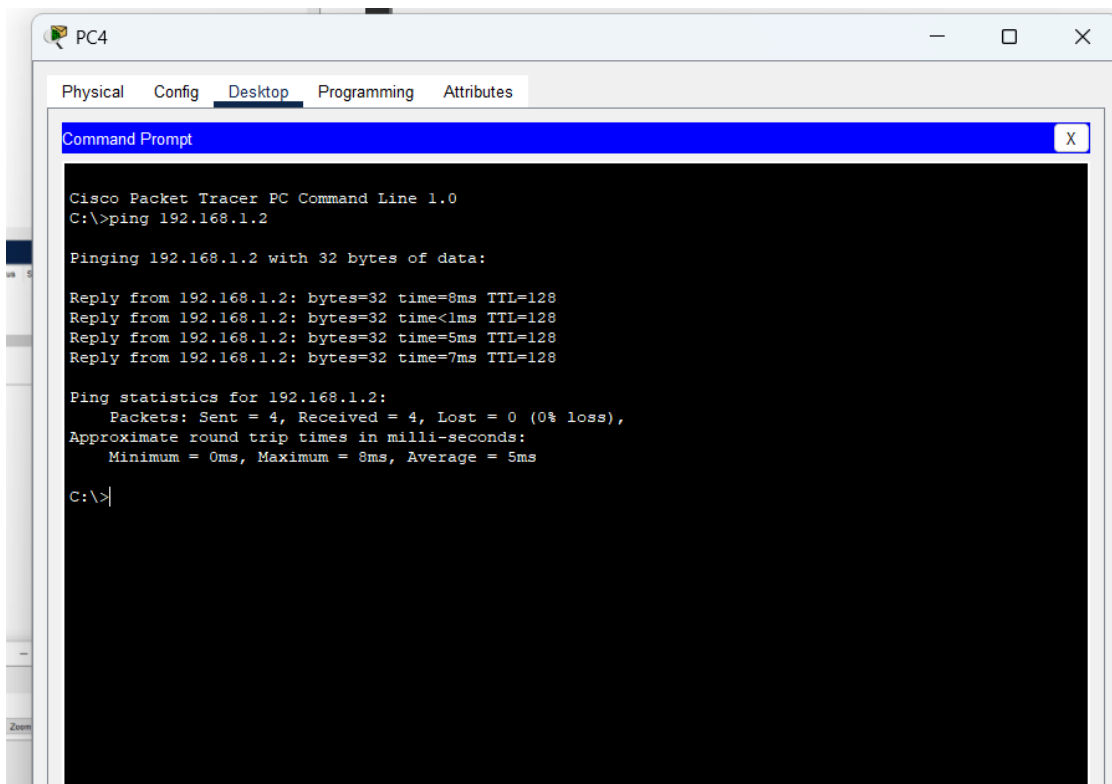 PC4
Physical Config Desktop Programming Attributes
Command Prompt
X
Cisco Packet Tracer PC Command Line 1.0
C:\>ping 192.168.1.2
Pinging 192.168.1.2 with 32 bytes of data:
Reply from 192.168.1.2: bytes=32 time=8ms TTL=128
Reply from 192.168.1.2: bytes=32 time<1ms TTL=128
Reply from 192.168.1.2: bytes=32 time=5ms TTL=128
Reply from 192.168.1.2: bytes=32 time=7ms TTL=128
Ping statistics for 192.168.1.2:
Packets: Sent = 4, Received = 4, Lost = 0 (0% loss),
Approximate round trip times in milli-seconds:
Minimum = 0ms, Maximum = 8ms, Average = 5ms
C:\>
Zoom